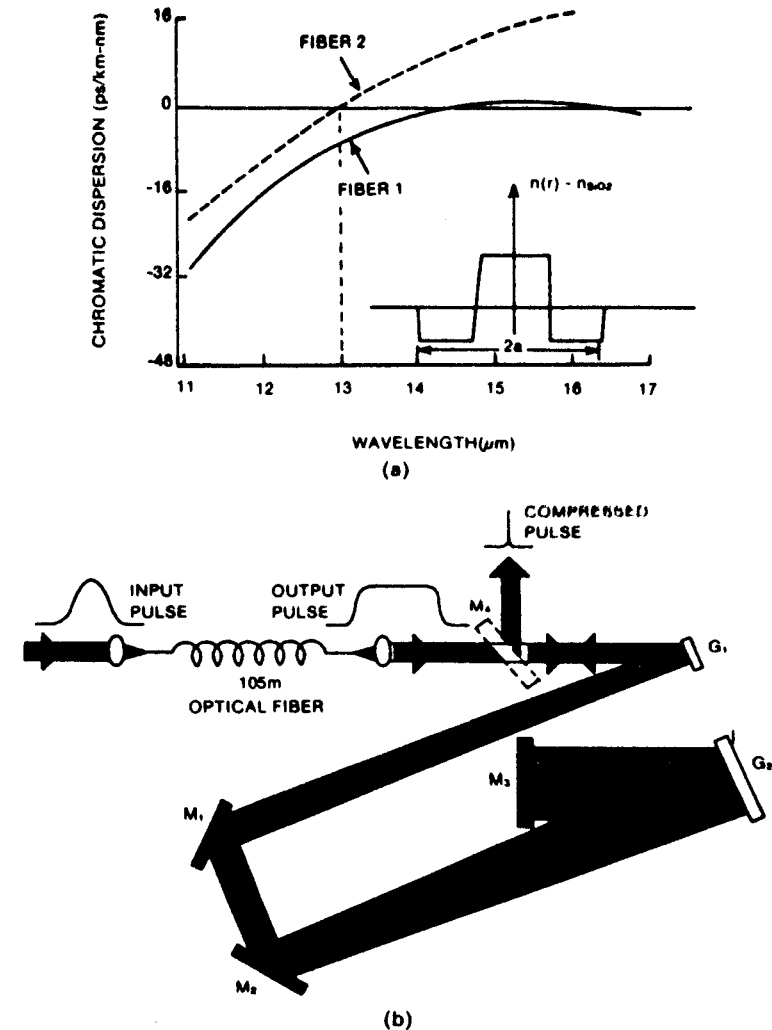 16
FIBER 2
0
-16
FIBER 1
n(r) - nSiO2
-32
2a
-48
11 12 13 14 15 16 17
CHROMATIC DISPERSION (ps/km-nm)
WAVELENGTH(μm)
(a)
COMPRESSED
PULSE
INPUT
PULSE
OUTPUT
PULSE
M4
G1
105m
OPTICAL FIBER
M3
G2
M1
M2
(b)